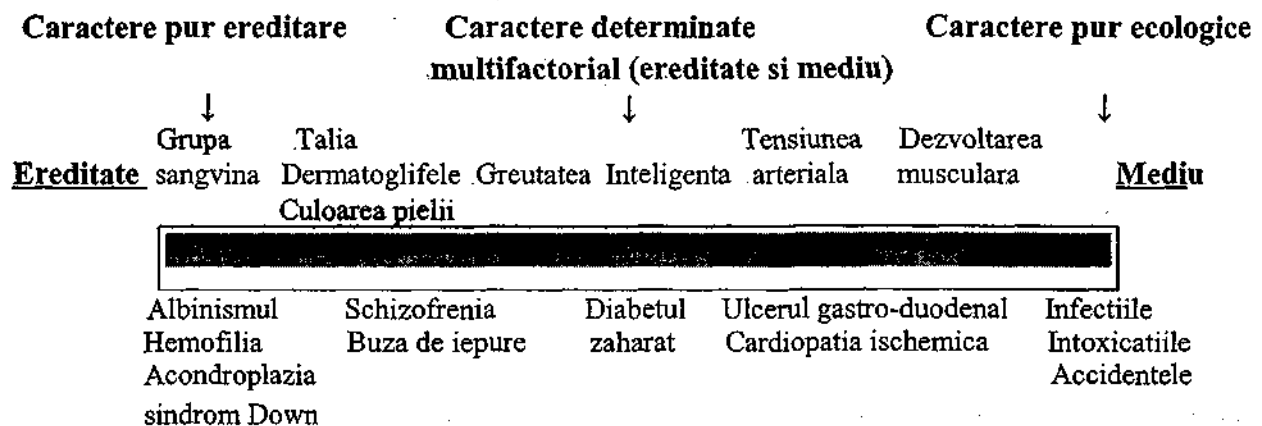 Caractere pur ereditare Caractere determinate Caractere pur ecologice
multifactorial (ereditate si mediu)
↓ ↓ ↓
Grupa Talia Tensiunea Dezvoltarea
Ereditate sangvina Dermatoglifele Greutatea Inteligenta arteriala musculara Mediu
Culoarea pielii
Albinismul Schizofrenia Diabetul Ulcerul gastro-duodenal Infectiile
Hemofilia Buza de iepure zaharat Cardiopatia ischemica Intoxicatiile
Acondroplazia Accidentele
sindrom Down